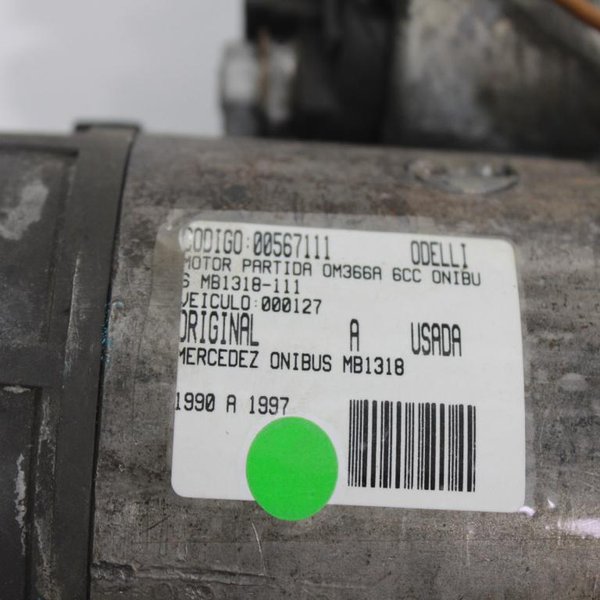 CODIGO:00567111 ODELLI
MOTOR PARTIDA OM366A 6CC ONIBU
S MB1318-111
VEICULO:000127
ORIGINAL A USADA
MERCEDEZ ONIBUS MB1318
1990 A 1997